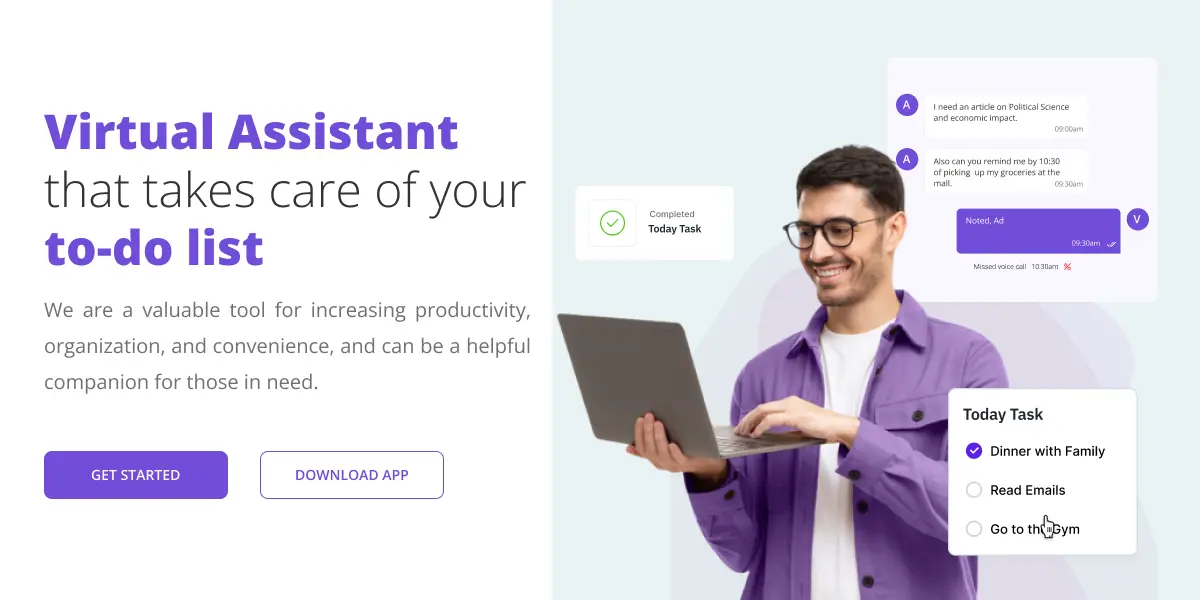 Virtual Assistant
that takes care of your
to-do list
We are a valuable tool for increasing productivity,
organization, and convenience, and can be a helpful
companion for those in need.
GET STARTED
DOWNLOAD APP
Completed
Today Task
A
I need an article on Political Science
and economic impact.
09:00am
A
Also can you remind me by 10:30
of picking up my groceries at the
mall.
09:30am
Noted, Ad
09:30am
V
Missed voice call 10:30am
Today Task
Dinner with Family
Read Emails
Go to the Gym